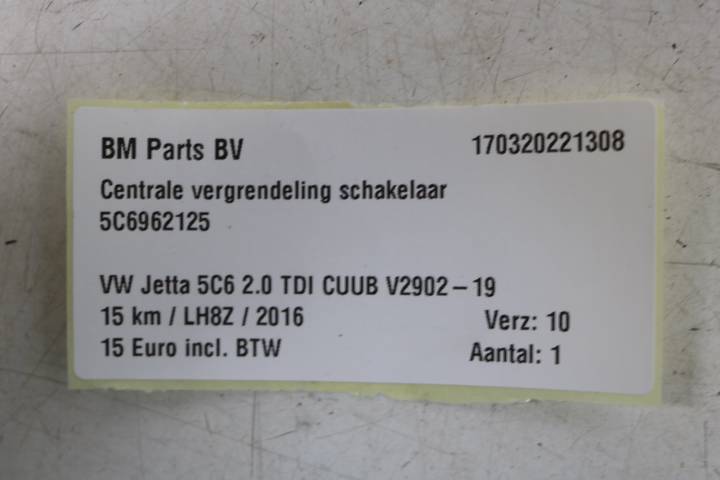 BM Parts BV 170320221308
Centrale vergrendeling schakelaar
5C6962125
VW Jetta 5C6 2.0 TDI CUUB V2902 – 19
15 km / LH8Z / 2016 Verz: 10
15 Euro incl. BTW Aantal: 1